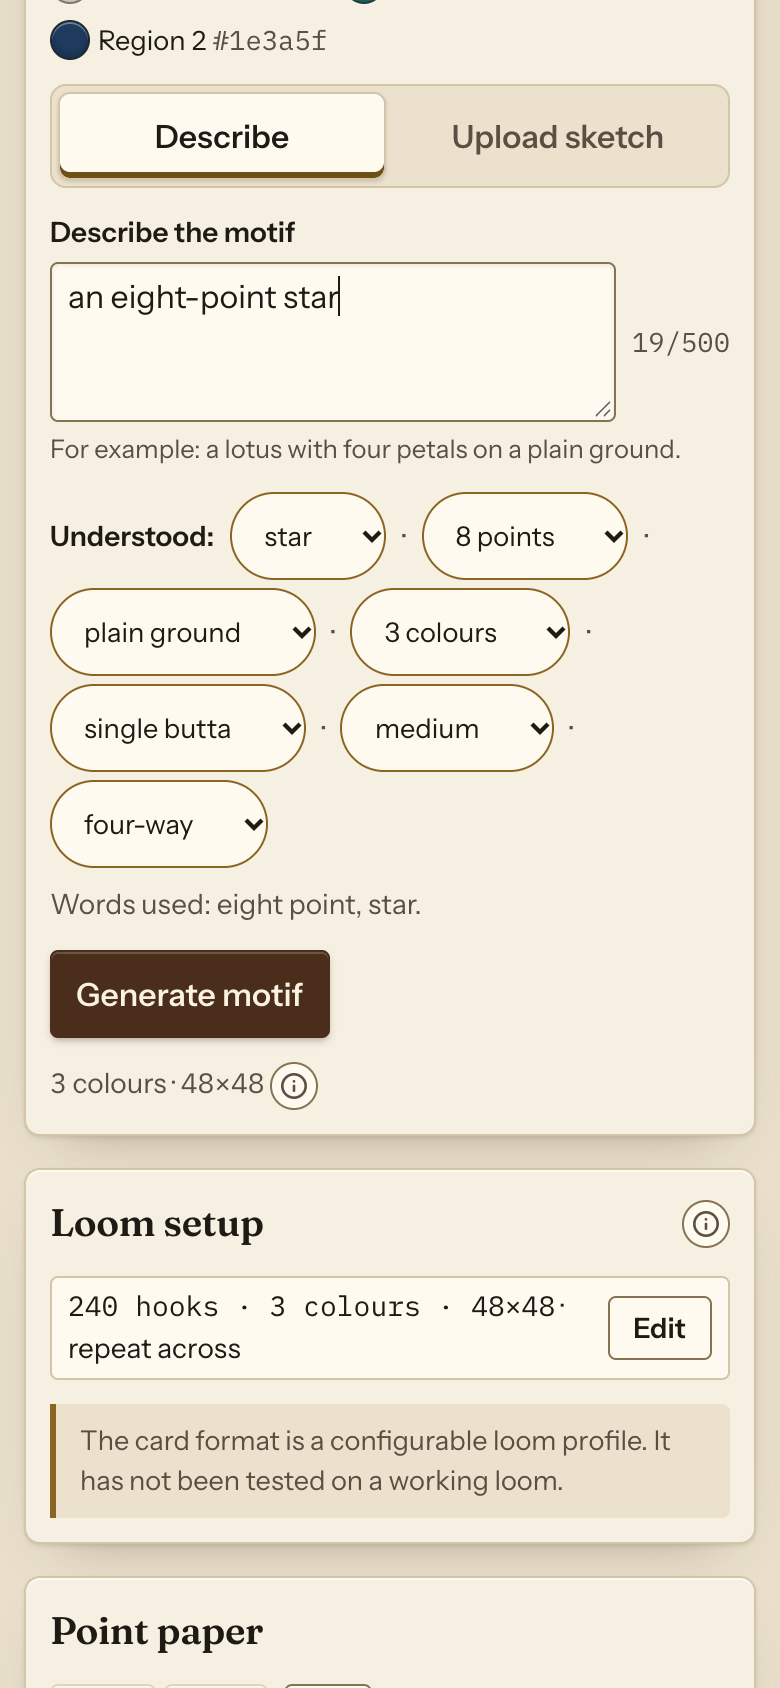 Region 2 #1e3a5f
Describe
Upload sketch
Describe the motif
an eight-point star
19/500
For example: a lotus with four petals on a plain ground.
Understood: star · 8 points ·
plain ground · 3 colours ·
single butta · medium ·
four-way
Words used: eight point, star.
Generate motif
3 colours · 48×48
Loom setup
240 hooks · 3 colours · 48×48 ·
repeat across
Edit
The card format is a configurable loom profile. It
has not been tested on a working loom.
Point paper